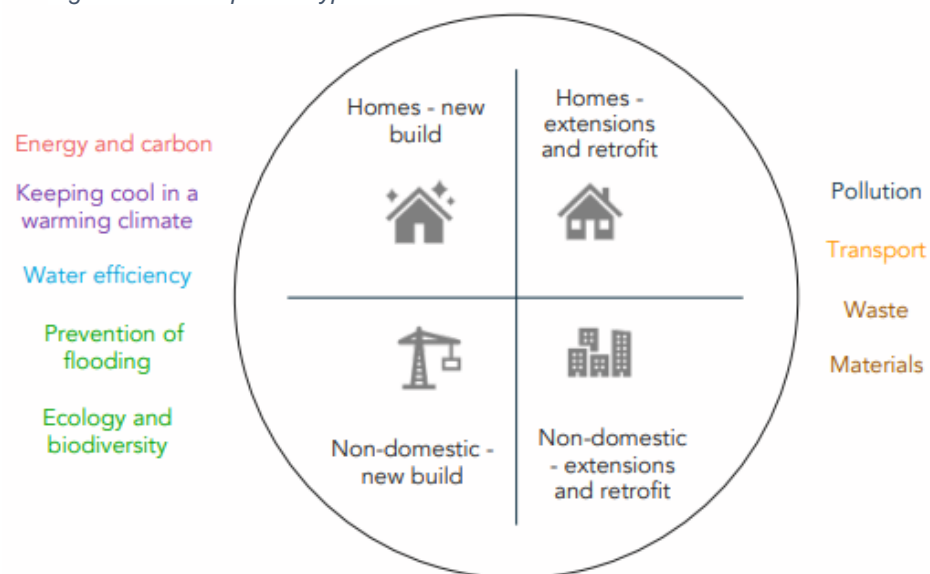 Energy and carbon
Keeping cool in a
warming climate
Water efficiency
Prevention of
flooding
Ecology and
biodiversity
Homes - new
build
Homes -
extensions
and retrofit
Non-domestic -
new build
Non-domestic
- extensions
and retrofit
Pollution
Transport
Waste
Materials